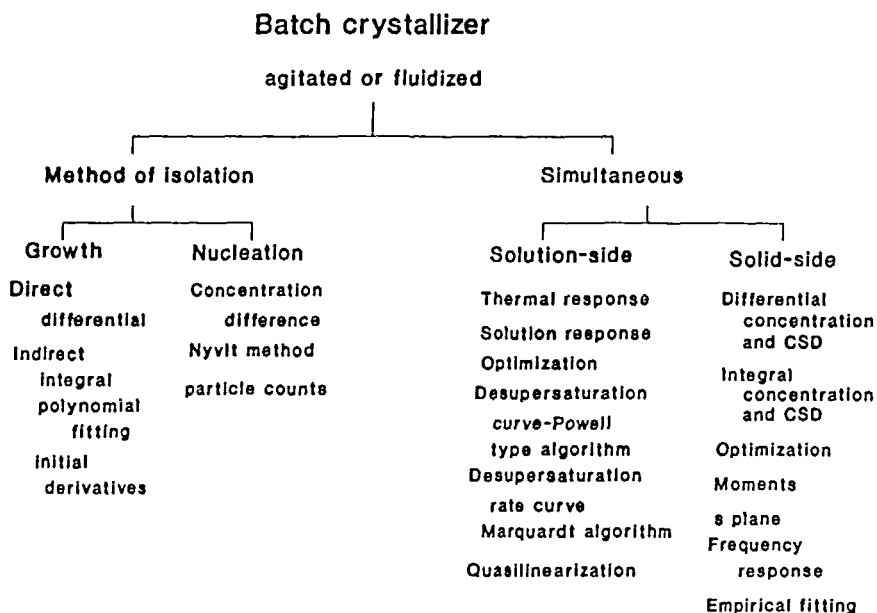 Batch crystallizer
agitated or fluidized
Method of isolation
Simultaneous
Growth
Direct
differential
Indirect
integral
polynomial
fitting
initial
derivatives
Nucleation
Concentration
difference
Nyvlt method
particle counts
Solution-side
Thermal response
Solution response
Optimization
Desupersaturation
curve-Powell
type algorithm
Desupersaturation
rate curve
Marquardt algorithm
Quasilinearization
Solid-side
Differential
concentration
and CSD
Integral
concentration
and CSD
Optimization
Moments
s plane
Frequency
response
Empirical fitting